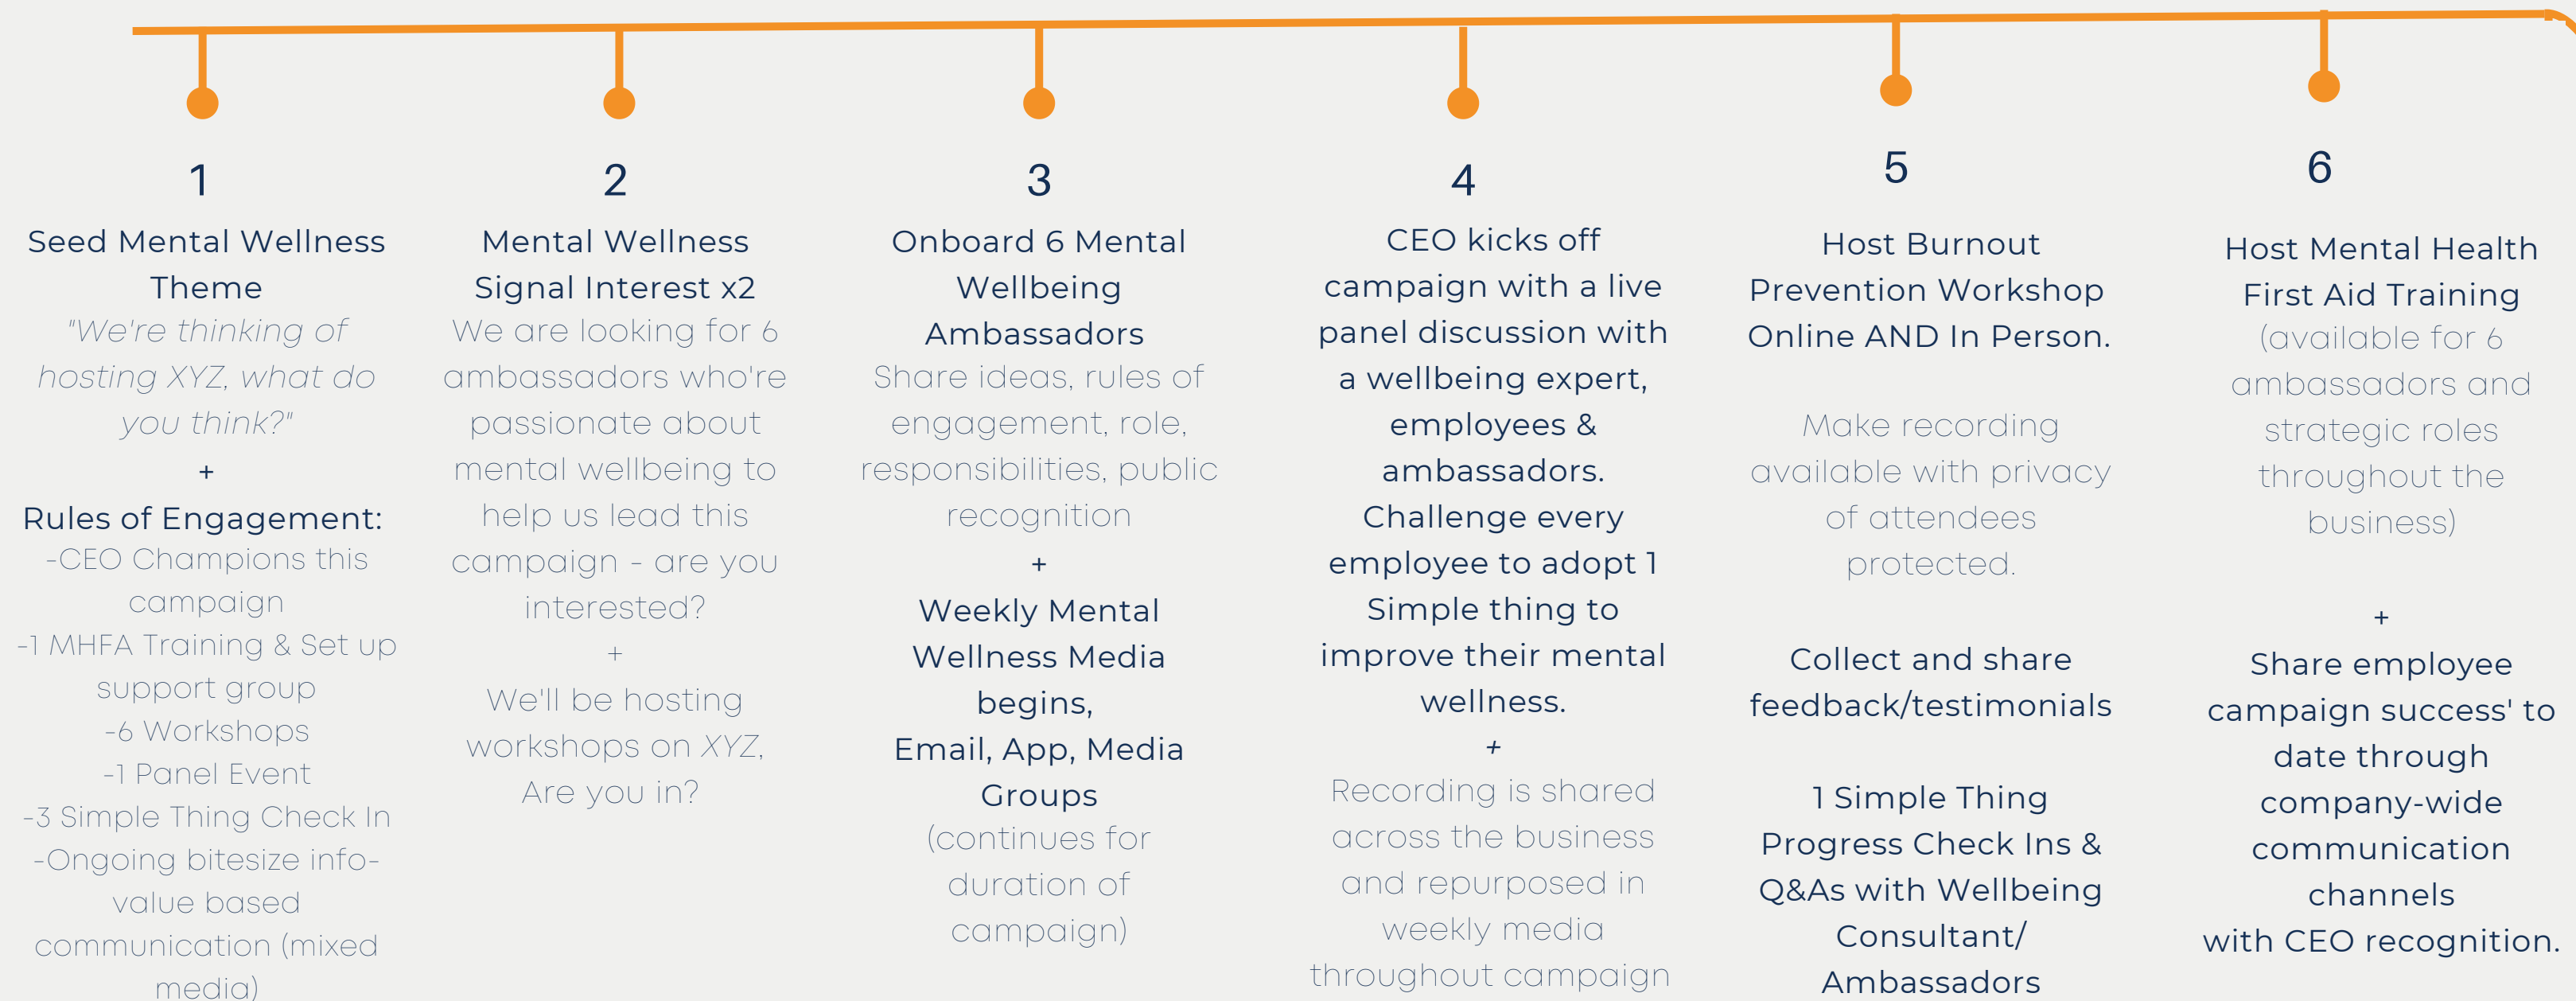 1
Seed Mental Wellness
Theme
"We're thinking of
hosting XYZ, what do
you think?"
+
Rules of Engagement:
-CEO Champions this
campaign
-1 MHFA Training & Set up
support group
-6 Workshops
-1 Panel Event
-3 Simple Thing Check In
-Ongoing bitesize info-
value based
communication (mixed
media)
2
Mental Wellness
Signal Interest x2
We are looking for 6
ambassadors who're
passionate about
mental wellbeing to
help us lead this
campaign - are you
interested?
+
We'll be hosting
workshops on XYZ,
Are you in?
3
Onboard 6 Mental
Wellbeing
Ambassadors
Share ideas, rules of
engagement, role,
responsibilities, public
recognition
+
Weekly Mental
Wellness Media
begins,
Email, App, Media
Groups
(continues for
duration of
campaign)
4
CEO kicks off
campaign with a live
panel discussion with
a wellbeing expert,
employees &
ambassadors.
Challenge every
employee to adopt 1
Simple thing to
improve their mental
wellness.
+
Recording is shared
across the business
and repurposed in
weekly media
throughout campaign
5
Host Burnout
Prevention Workshop
Online AND In Person.
Make recording
available with privacy
of attendees
protected.
Collect and share
feedback/testimonials
1 Simple Thing
Progress Check Ins &
Q&As with Wellbeing
Consultant/
Ambassadors
6
Host Mental Health
First Aid Training
(available for 6
ambassadors and
strategic roles
throughout the
business)
+
Share employee
campaign success' to
date through
company-wide
communication
channels
with CEO recognition.